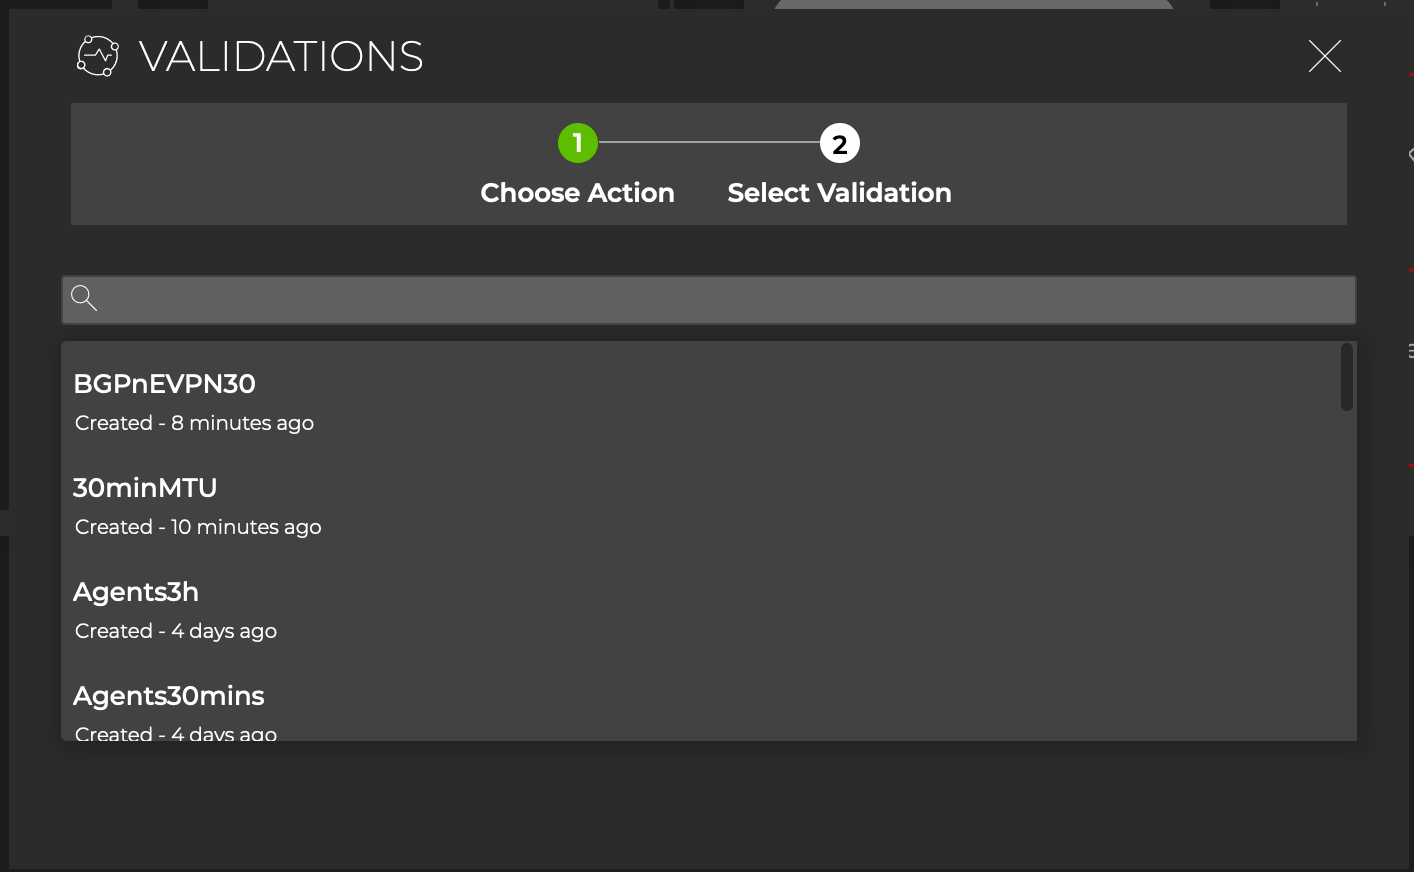 VALIDATIONS
1
2
Choose Action
Select Validation
BGPnEVPN30
Created - 8 minutes ago
30minMTU
Created - 10 minutes ago
Agents3h
Created - 4 days ago
Agents30mins
Created - 4 days ago